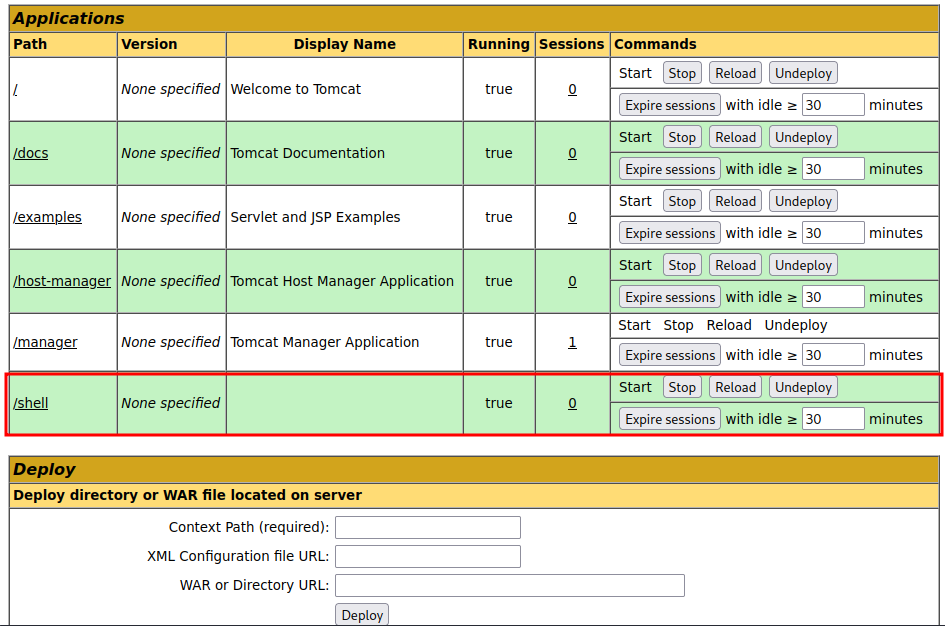 Applications
Path Version Display Name Running Sessions Commands
/ None specified Welcome to Tomcat true 0 Start Stop Reload Undeploy
Expire sessions with idle ≥ 30 minutes
/docs None specified Tomcat Documentation true 0 Start Stop Reload Undeploy
Expire sessions with idle ≥ 30 minutes
/examples None specified Servlet and JSP Examples true 0 Start Stop Reload Undeploy
Expire sessions with idle ≥ 30 minutes
/host-manager None specified Tomcat Host Manager Application true 0 Start Stop Reload Undeploy
Expire sessions with idle ≥ 30 minutes
/manager None specified Tomcat Manager Application true 1 Start Stop Reload Undeploy
Expire sessions with idle ≥ 30 minutes
/shell None specified true 0 Start Stop Reload Undeploy
Expire sessions with idle ≥ 30 minutes
Deploy
Deploy directory or WAR file located on server
Context Path (required):
XML Configuration file URL:
WAR or Directory URL:
Deploy